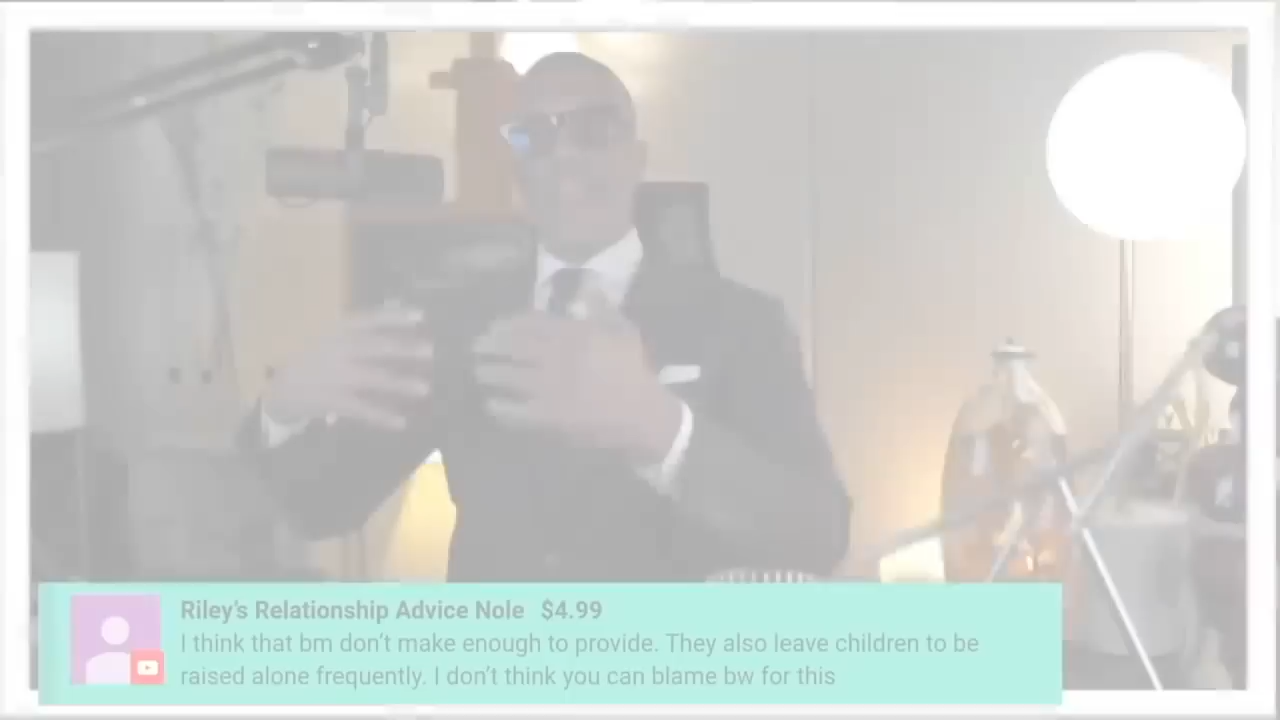 Riley’s Relationship Advice Nole $4.99
I think that bm don’t make enough to provide. They also leave children to be
raised alone frequently. I don’t think you can blame bw for this